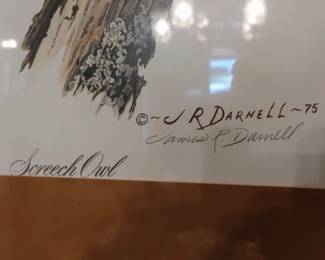 © ~ J R DARNELL ~ 75
James R Darnell
Screech Owl